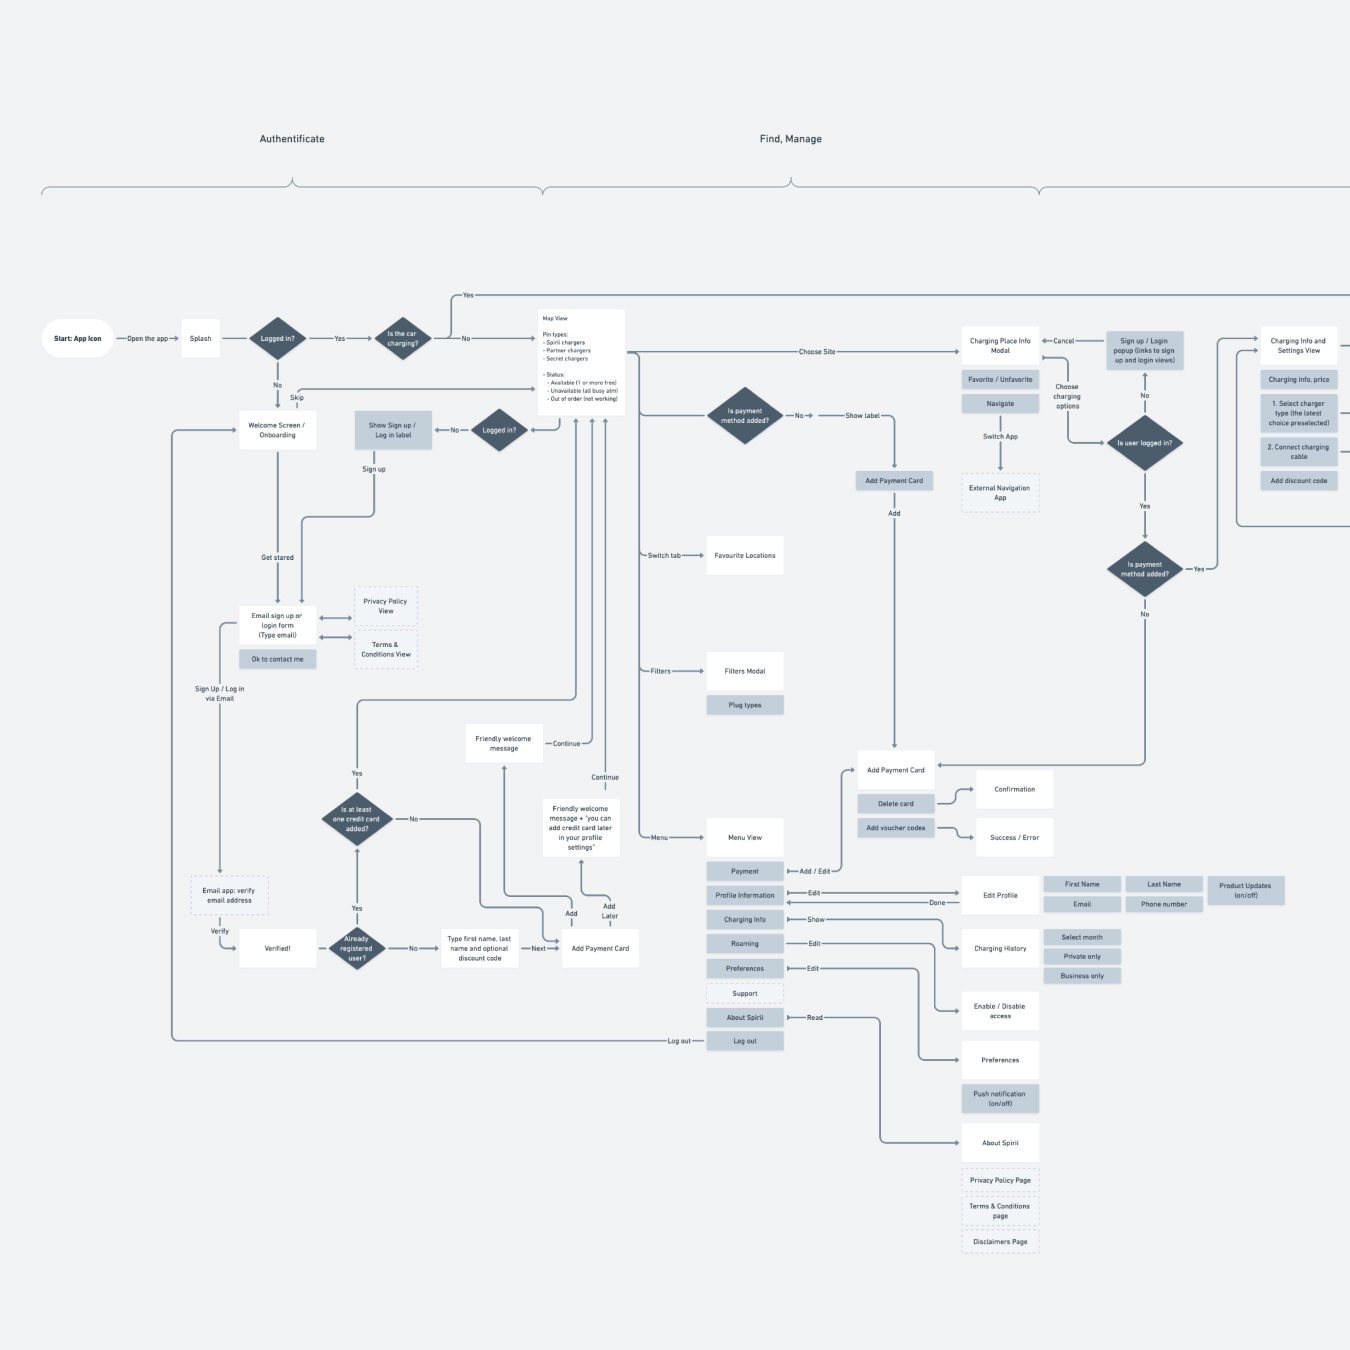 Authentificate
Find, Manage
Yes
Start: App Icon
Open the app
Splash
Logged in?
Yes
Is the car
charging?
No
Map View
Pin types:
- Spirii chargers
- Partner chargers
- Secret chargers
- Status:
- Available (1 or more free)
- Unavailable (all busy atm)
- Out of order (not working)
Choose Site
Charging Place Info
Modal
Favorite / Unfavorite
Navigate
Switch App
External Navigation
App
Cancel
Choose
charging
options
Sign up / Login
popup (links to sign
up and login views)
No
Is user logged in?
Yes
Is payment
method added?
Yes
No
Charging Info and
Settings View
Charging info, price
1. Select charger
type (the latest
choice preselected)
2. Connect charging
cable
Add discount code
No
Skip
Welcome Screen /
Onboarding
Show Sign up /
Log in label
No
Logged in?
Sign up
Is payment
method added?
No
Show label
Add Payment Card
Add
Get stared
Switch tab
Favourite Locations
Email sign up or
login form
(Type email)
Ok to contact me
Privacy Policy
View
Terms &
Conditions View
Sign Up / Log in
via Email
Filters
Filters Modal
Plug types
Friendly welcome
message
Continue
Continue
Yes
Is at least
one credit card
added?
No
Friendly welcome
message + "you can
add credit card later
in your profile
settings"
Add Payment Card
Delete card
Add voucher codes
Confirmation
Success / Error
Menu
Menu View
Payment
Add / Edit
Profile Information
Edit
Done
Edit Profile
First Name
Last Name
Product Updates
(on/off)
Email
Phone number
Charging Info
Show
Charging History
Select month
Private only
Business only
Roaming
Edit
Enable / Disable
access
Preferences
Edit
Preferences
Push notification
(on/off)
Support
About Spirii
Read
About Spirii
Privacy Policy Page
Terms & Conditions
page
Disclaimers Page
Log out
Log out
Email app: verify
email address
Verify
Verified!
Yes
Already
registered
user?
No
Type first name, last
name and optional
discount code
Next
Add
Add
Later
Add Payment Card